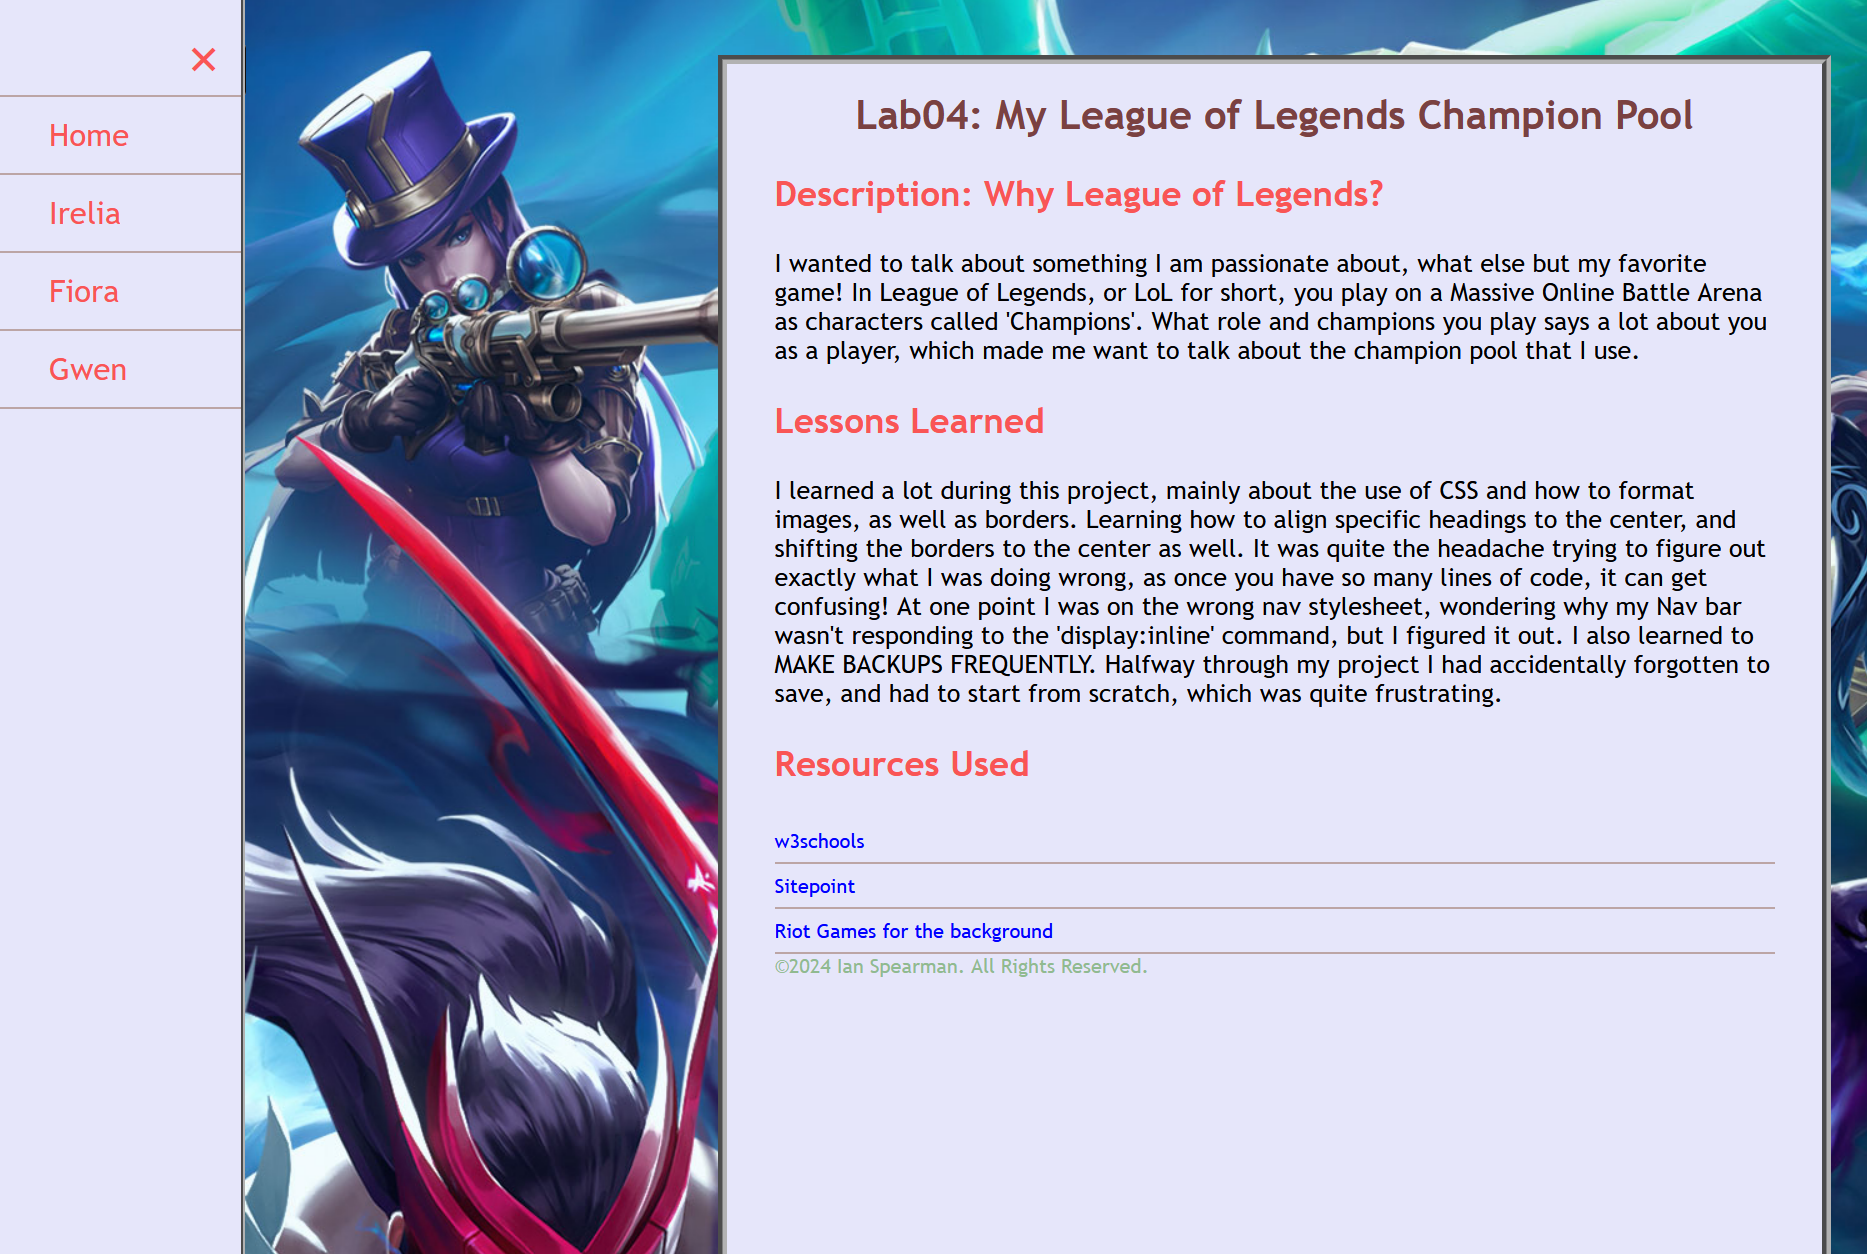 ×
Home
Irelia
Fiora
Gwen
Lab04: My League of Legends Champion Pool
Description: Why League of Legends?
I wanted to talk about something I am passionate about, what else but my favorite
game! In League of Legends, or LoL for short, you play on a Massive Online Battle Arena
as characters called 'Champions'. What role and champions you play says a lot about you
as a player, which made me want to talk about the champion pool that I use.
Lessons Learned
I learned a lot during this project, mainly about the use of CSS and how to format
images, as well as borders. Learning how to align specific headings to the center, and
shifting the borders to the center as well. It was quite the headache trying to figure out
exactly what I was doing wrong, as once you have so many lines of code, it can get
confusing! At one point I was on the wrong nav stylesheet, wondering why my Nav bar
wasn't responding to the 'display:inline' command, but I figured it out. I also learned to
MAKE BACKUPS FREQUENTLY. Halfway through my project I had accidentally forgotten to
save, and had to start from scratch, which was quite frustrating.
Resources Used
w3schools
Sitepoint
Riot Games for the background
©2024 Ian Spearman. All Rights Reserved.